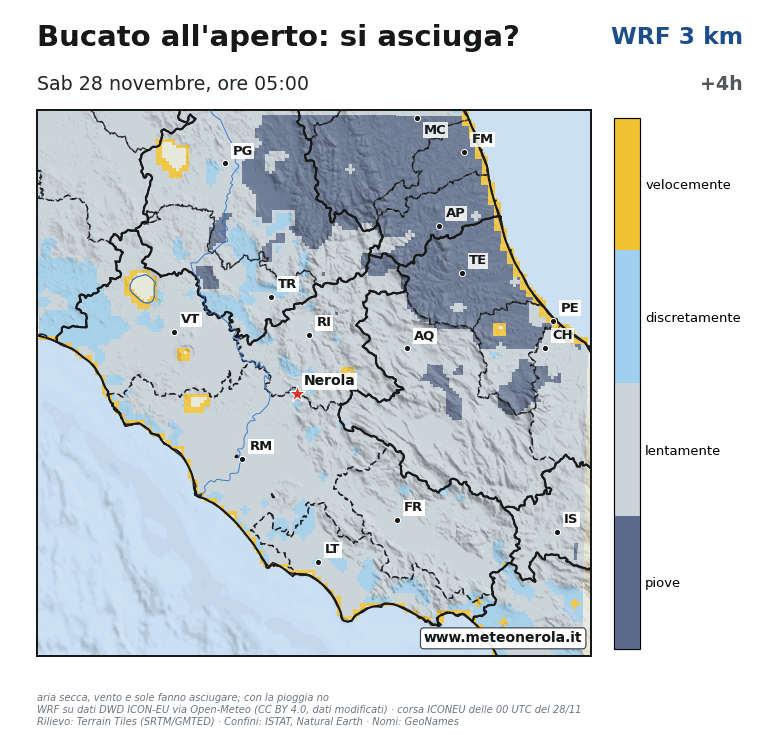 Bucato all'aperto: si asciuga?
WRF 3 km
Sab 28 novembre, ore 05:00
+4h
MC
FM
PG
velocemente
AP
TE
discretamente
TR
PE
VT
RI
AQ
CH
Nerola
lentamente
RM
FR
IS
LT
piove
www.meteonerola.it
aria secca, vento e sole fanno asciugare; con la pioggia no
WRF su dati DWD ICON-EU via Open-Meteo (CC BY 4.0, dati modificati) · corsa ICONEU delle 00 UTC del 28/11
Rilievo: Terrain Tiles (SRTM/GMTED) · Confini: ISTAT, Natural Earth · Nomi: GeoNames